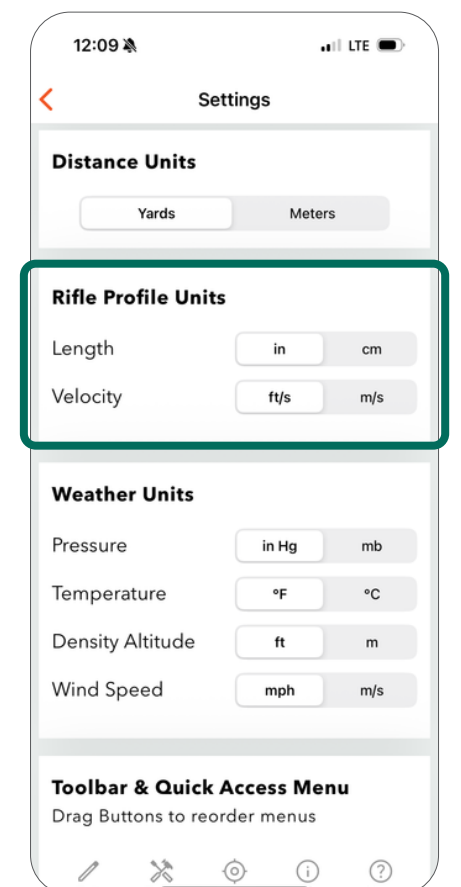 12:09 LTE
Settings
Distance Units
Yards Meters
Rifle Profile Units
Length in cm
Velocity ft/s m/s
Weather Units
Pressure in Hg mb
Temperature °F °C
Density Altitude ft m
Wind Speed mph m/s
Toolbar & Quick Access Menu
Drag Buttons to reorder menus